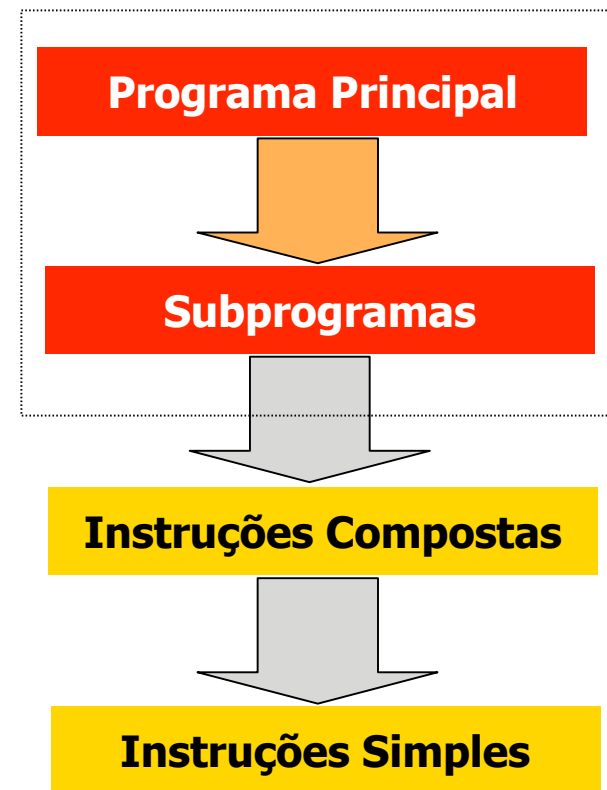 Programa Principal
Subprogramas
Instruções Compostas
Instruções Simples